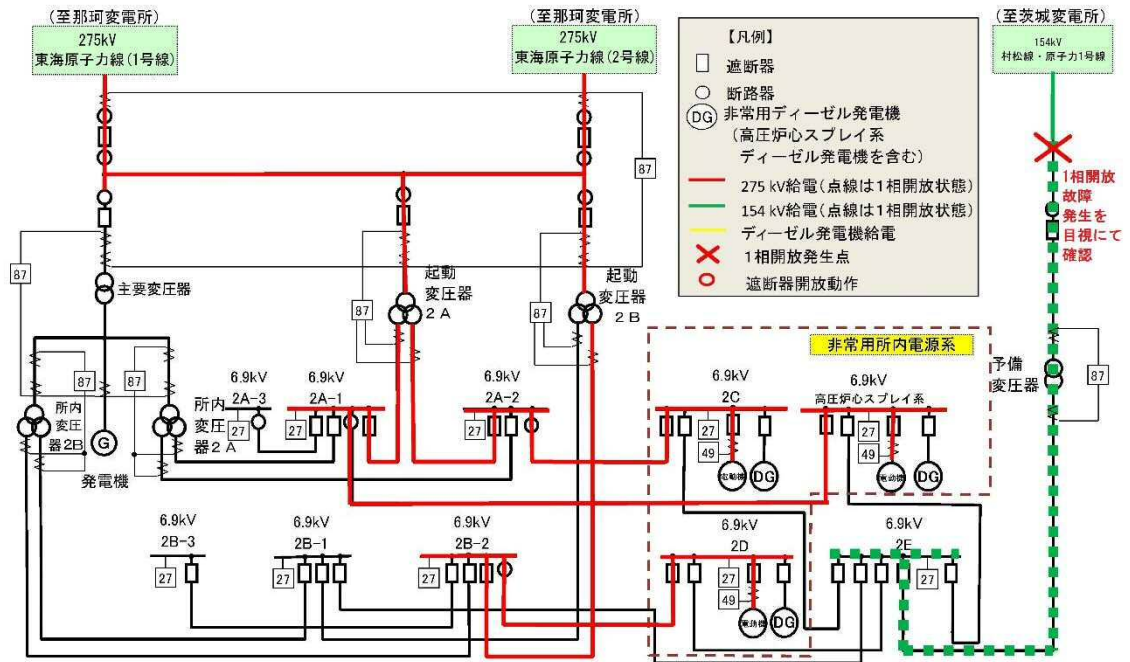 (至那珂変電所)
275kV
東海原子力線(1号線)
(至那珂変電所)
275kV
東海原子力線(2号線)
(至茨城変電所)
154kV
村松線・原子力1号線
【凡例】
遮断器
断路器
DG
非常用ディーゼル発電機
(高圧炉心スプレイ系
ディーゼル発電機を含む)
275 kV給電(点線は1相開放状態)
154 kV給電(点線は1相開放状態)
ディーゼル発電機給電
1相開放発生点
遮断器開放動作
1相開放
故障
発生を
目視にて
確認
87
87
主要変圧器
87
起動
変圧器
2A
87
起動
変圧器
2B
87
87
所内
変圧
器2B
G
発電機
87
所内
変圧
器2A
非常用所内電源系
予備
変圧器
87
6.9kV
2A-3
27
6.9kV
2A-1
27
6.9kV
2A-2
27
6.9kV
2C
27
49
電動機
DG
6.9kV
高圧炉心スプレイ系
27
49
電動機
DG
6.9kV
2B-3
27
6.9kV
2B-1
27
6.9kV
2B-2
27
6.9kV
2D
27
49
電動機
DG
6.9kV
2E
27